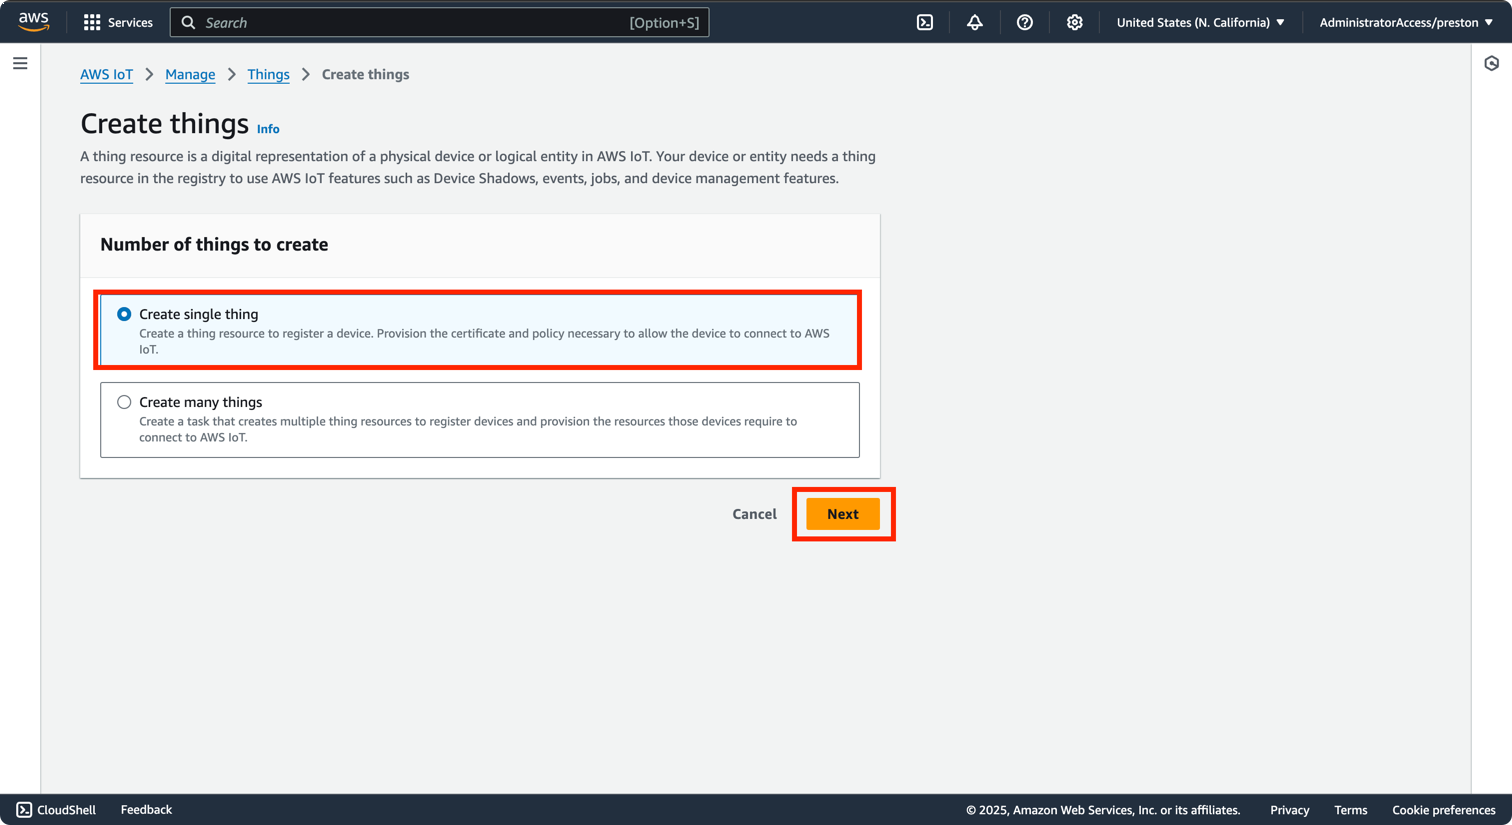 aws
Services
Search
[Option+S]
United States (N. California)
AdministratorAccess/preston
AWS IoT
Manage
Things
Create things
Create things Info
A thing resource is a digital representation of a physical device or logical entity in AWS IoT. Your device or entity needs a thing
resource in the registry to use AWS IoT features such as Device Shadows, events, jobs, and device management features.
Number of things to create
Create single thing
Create a thing resource to register a device. Provision the certificate and policy necessary to allow the device to connect to AWS
IoT.
Create many things
Create a task that creates multiple thing resources to register devices and provision the resources those devices require to
connect to AWS IoT.
Cancel
Next
CloudShell
Feedback
© 2025, Amazon Web Services, Inc. or its affiliates.
Privacy
Terms
Cookie preferences